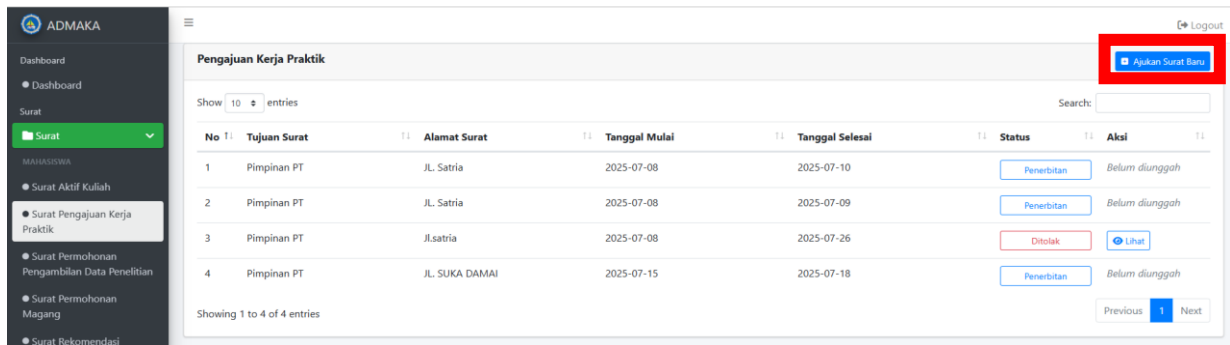 ADMAKA
Logout
Dashboard
Dashboard
Surat
Surat
MAHASISWA
Surat Aktif Kuliah
Surat Pengajuan Kerja
Praktik
Surat Permohonan
Pengambilan Data Penelitian
Surat Permohonan
Magang
Surat Rekomendasi
Pengajuan Kerja Praktik
Ajukan Surat Baru
Show 10 entries
Search:
No Tujuan Surat Alamat Surat Tanggal Mulai Tanggal Selesai Status Aksi
1 Pimpinan PT JL. Satria 2025-07-08 2025-07-10 Penerbitan Belum diunggah
2 Pimpinan PT JL. Satria 2025-07-08 2025-07-09 Penerbitan Belum diunggah
3 Pimpinan PT Jl.satria 2025-07-08 2025-07-26 Ditolak Lihat
4 Pimpinan PT JL. SUKA DAMAI 2025-07-15 2025-07-18 Penerbitan Belum diunggah
Showing 1 to 4 of 4 entries
Previous 1 Next